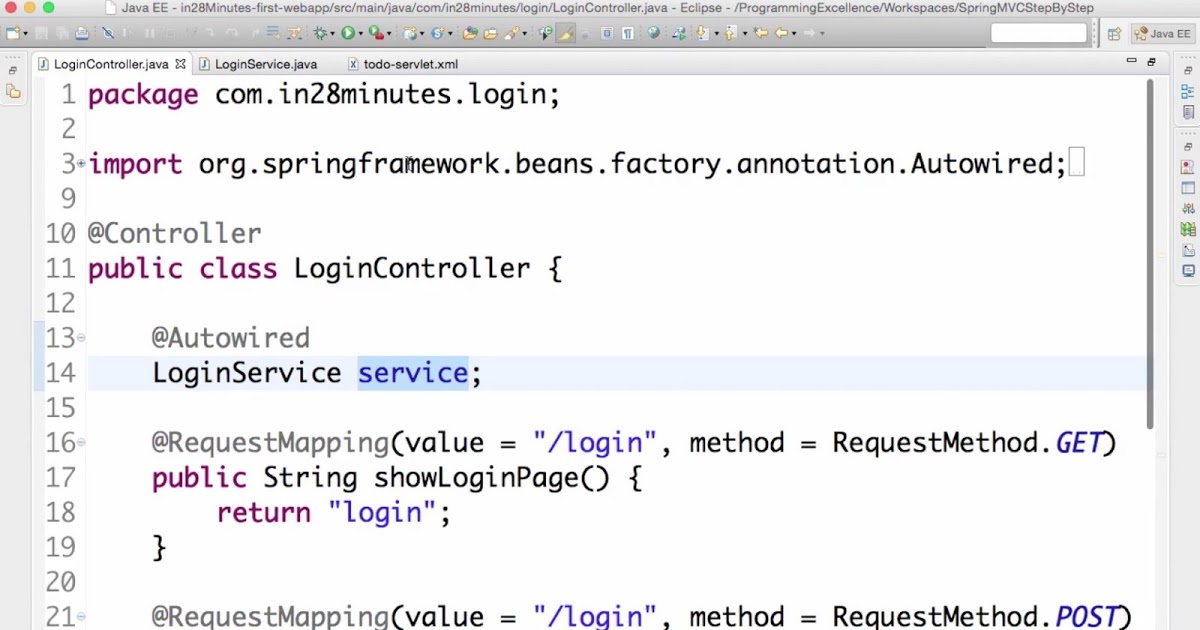 Java EE - in28Minutes-first-webapp/src/main/java/com/in28minutes/login/LoginController.java - Eclipse - /ProgrammingExcellence/Workspaces/SpringMVCStepByStep
Java EE
LoginController.java LoginService.java todo-servlet.xml
1 package com.in28minutes.login;
2
3 import org.springframework.beans.factory.annotation.Autowired;
9
10 @Controller
11 public class LoginController {
12
13 @Autowired
14 LoginService service;
15
16 @RequestMapping(value = "/login", method = RequestMethod.GET)
17 public String showLoginPage() {
18 return "login";
19 }
20
21 @RequestMapping(value = "/login", method = RequestMethod.POST)